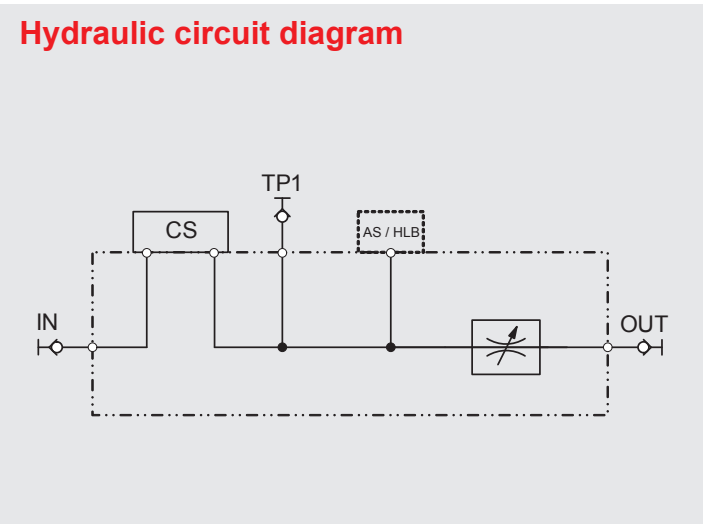 Hydraulic circuit diagram
TP1
CS
AS / HLB
IN
OUT